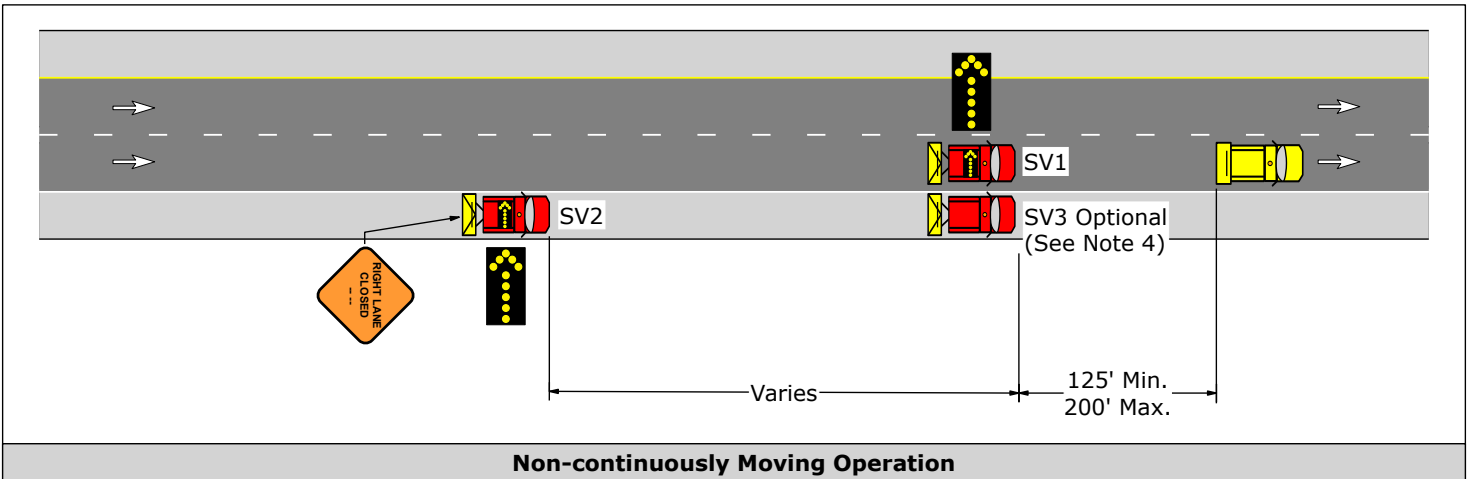 SV1
SV2
SV3 Optional
(See Note 4)
RIGHT LANE
CLOSED
- --
Varies
125' Min.
200' Max.
Non-continuously Moving Operation